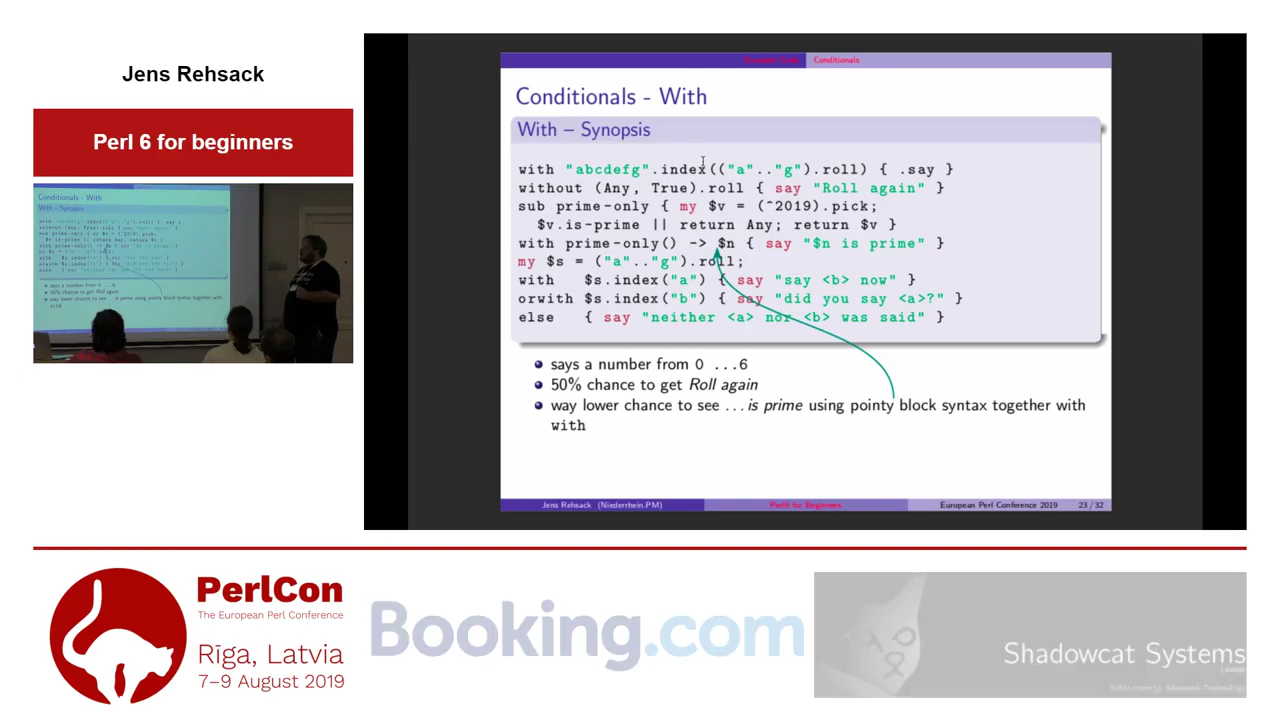 Jens Rehsack
Perl 6 for beginners
Conditionals
Conditionals - With
With – Synopsis
with "abcdefg".index(("a".."g").roll) { .say }
without (Any, True).roll { say "Roll again" }
sub prime-only { my $v = (^2019).pick;
$v.is-prime || return Any; return $v }
with prime-only() -> $n { say "$n is prime" }
my $s = ("a".."g").roll;
with $s.index("a") { say "say <b> now" }
orwith $s.index("b") { say "did you say <a>?" }
else { say "neither <a> nor <b> was said" }
says a number from 0 ...6
50% chance to get Roll again
way lower chance to see ...is prime using pointy block syntax together with
with
Jens Rehsack (Niederrhein.PM) Perl6 for Beginners European Perl Conference 2019 23 / 32
PerlCon
The European Perl Conference
Rīga, Latvia
7–9 August 2019
Booking.com
Shadowcat Systems